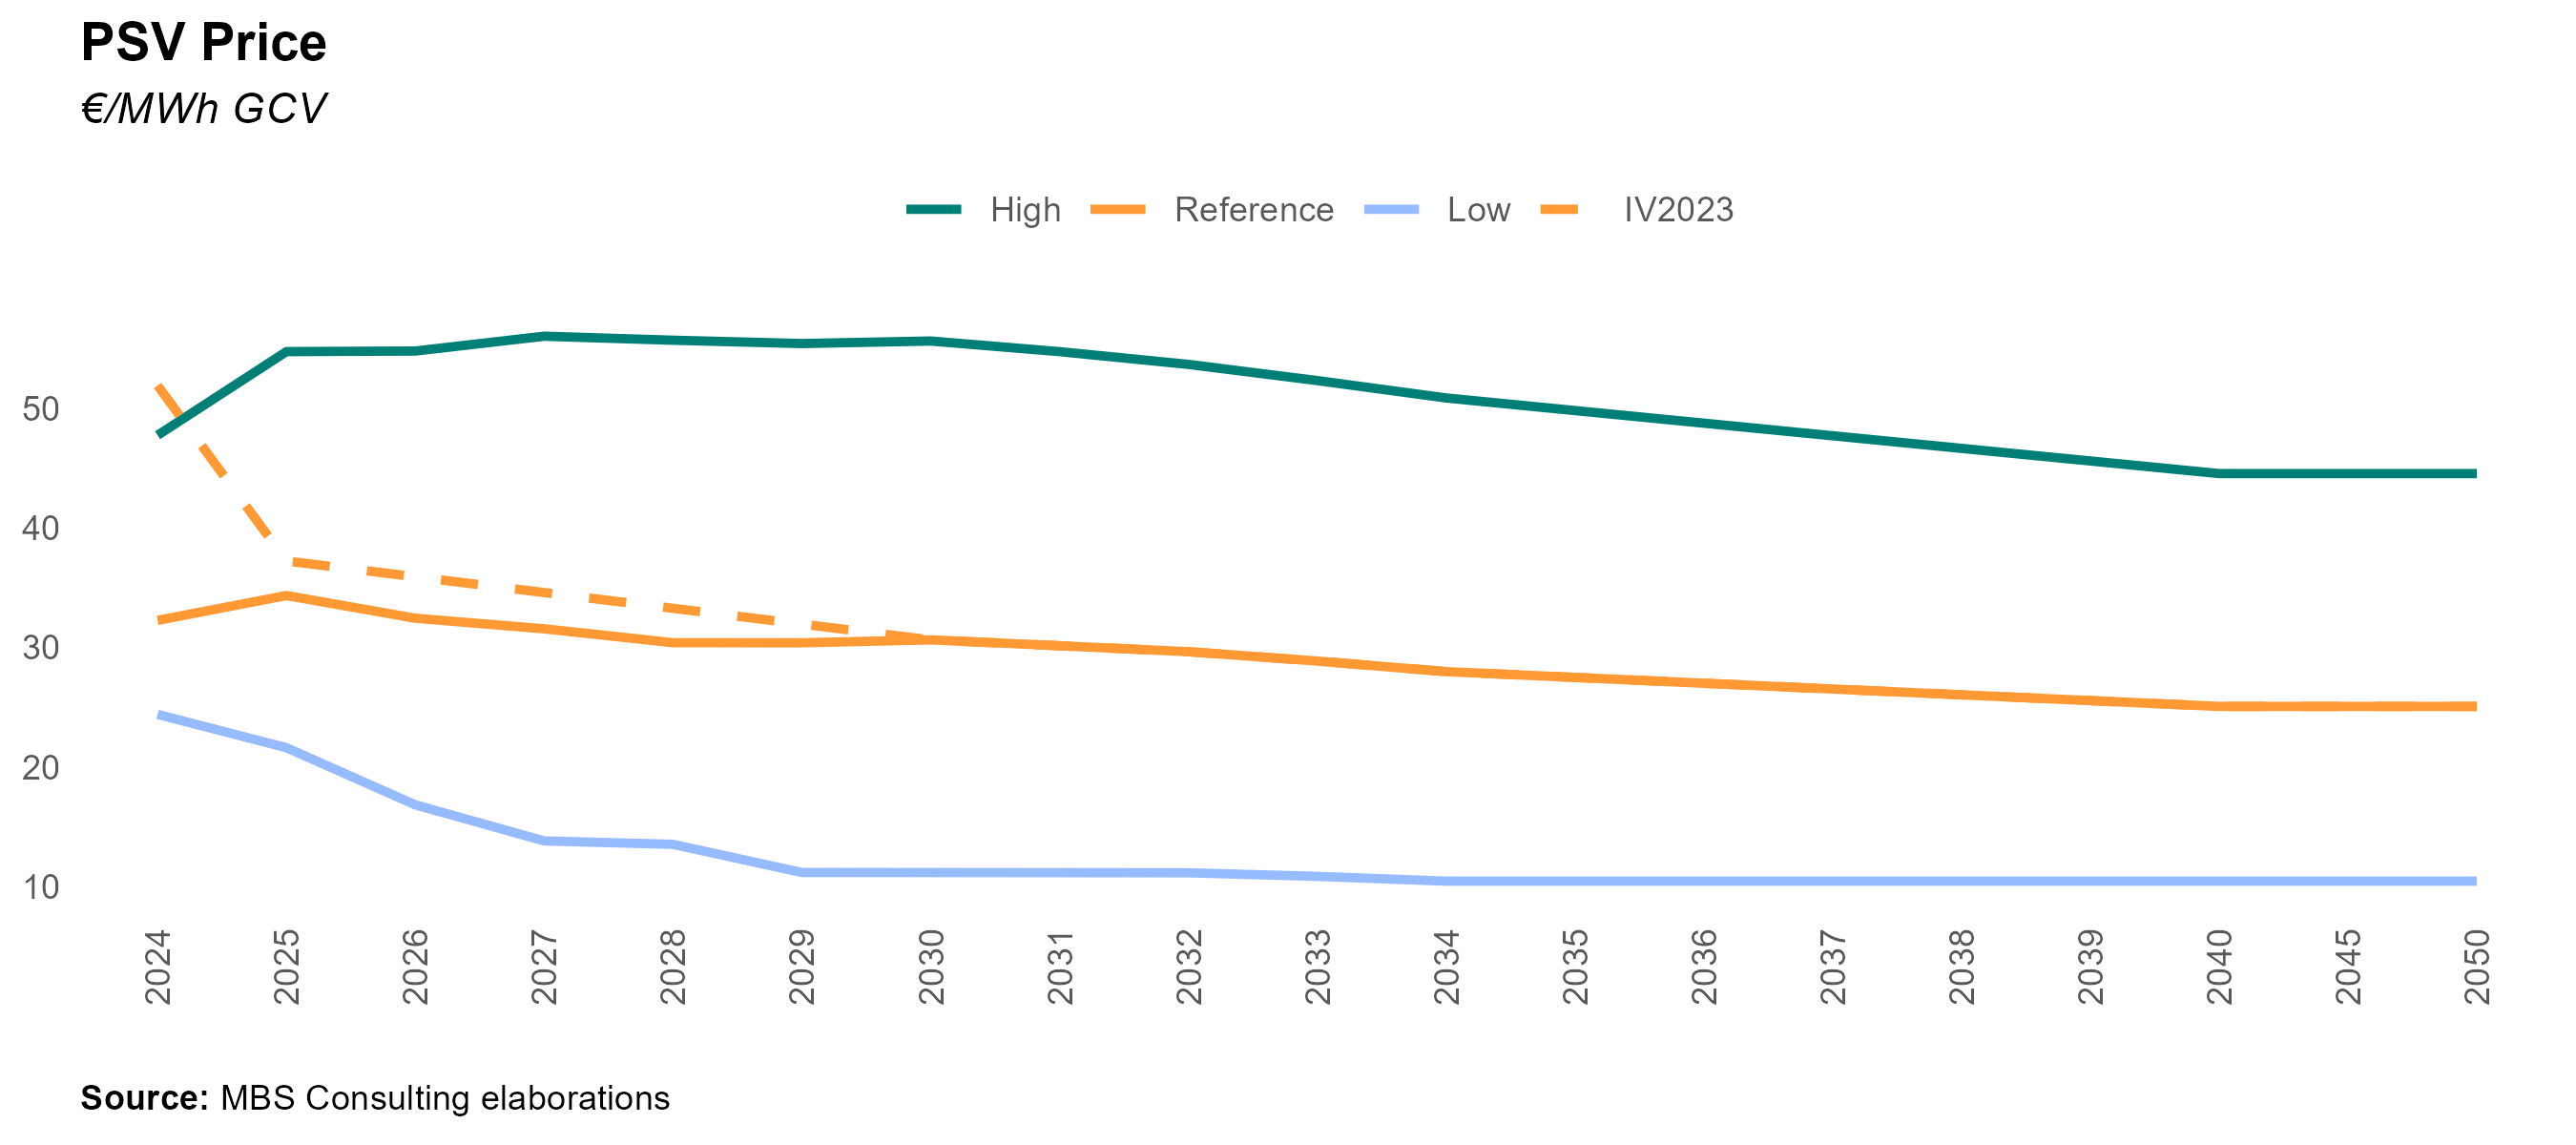 PSV Price
€/MWh GCV
High Reference Low IV2023
50
40
30
20
10
2024 2025 2026 2027 2028 2029 2030 2031 2032 2033 2034 2035 2036 2037 2038 2039 2040 2045 2050
Source: MBS Consulting elaborations